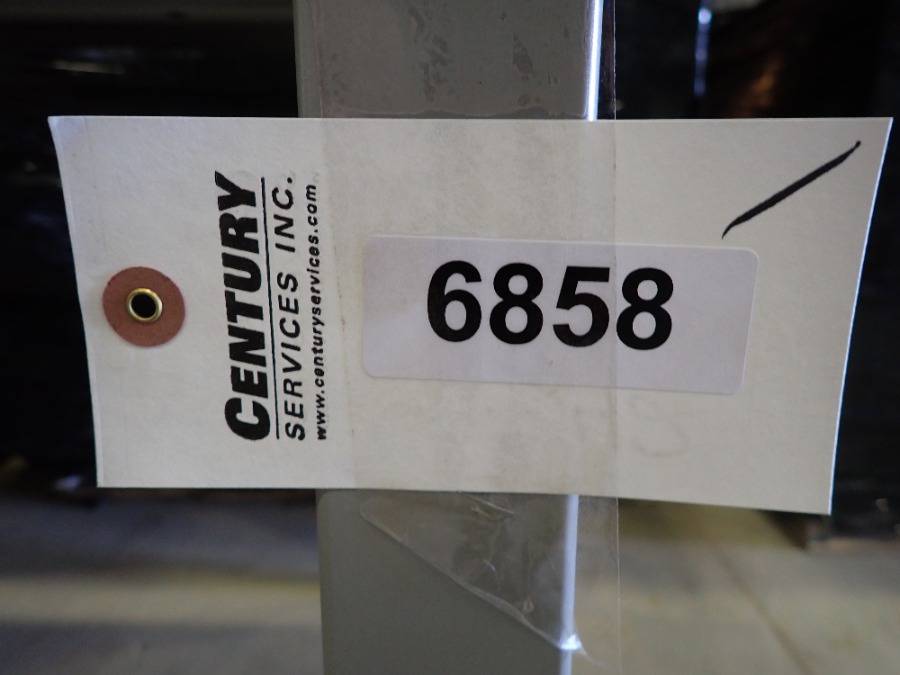 CENTURY
SERVICES INC.
www.centuryservices.com
6858